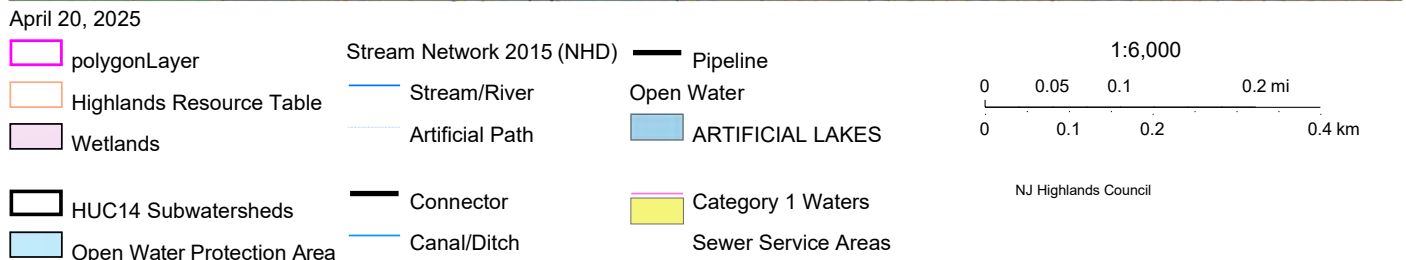 April 20, 2025
polygonLayer
Highlands Resource Table
Wetlands
HUC14 Subwatersheds
Open Water Protection Area
Stream Network 2015 (NHD)
Stream/River
Artificial Path
Connector
Canal/Ditch
Pipeline
Open Water
ARTIFICIAL LAKES
Category 1 Waters
Sewer Service Areas
1:6,000
0 0.05 0.1 0.2 mi
0 0.1 0.2 0.4 km
NJ Highlands Council